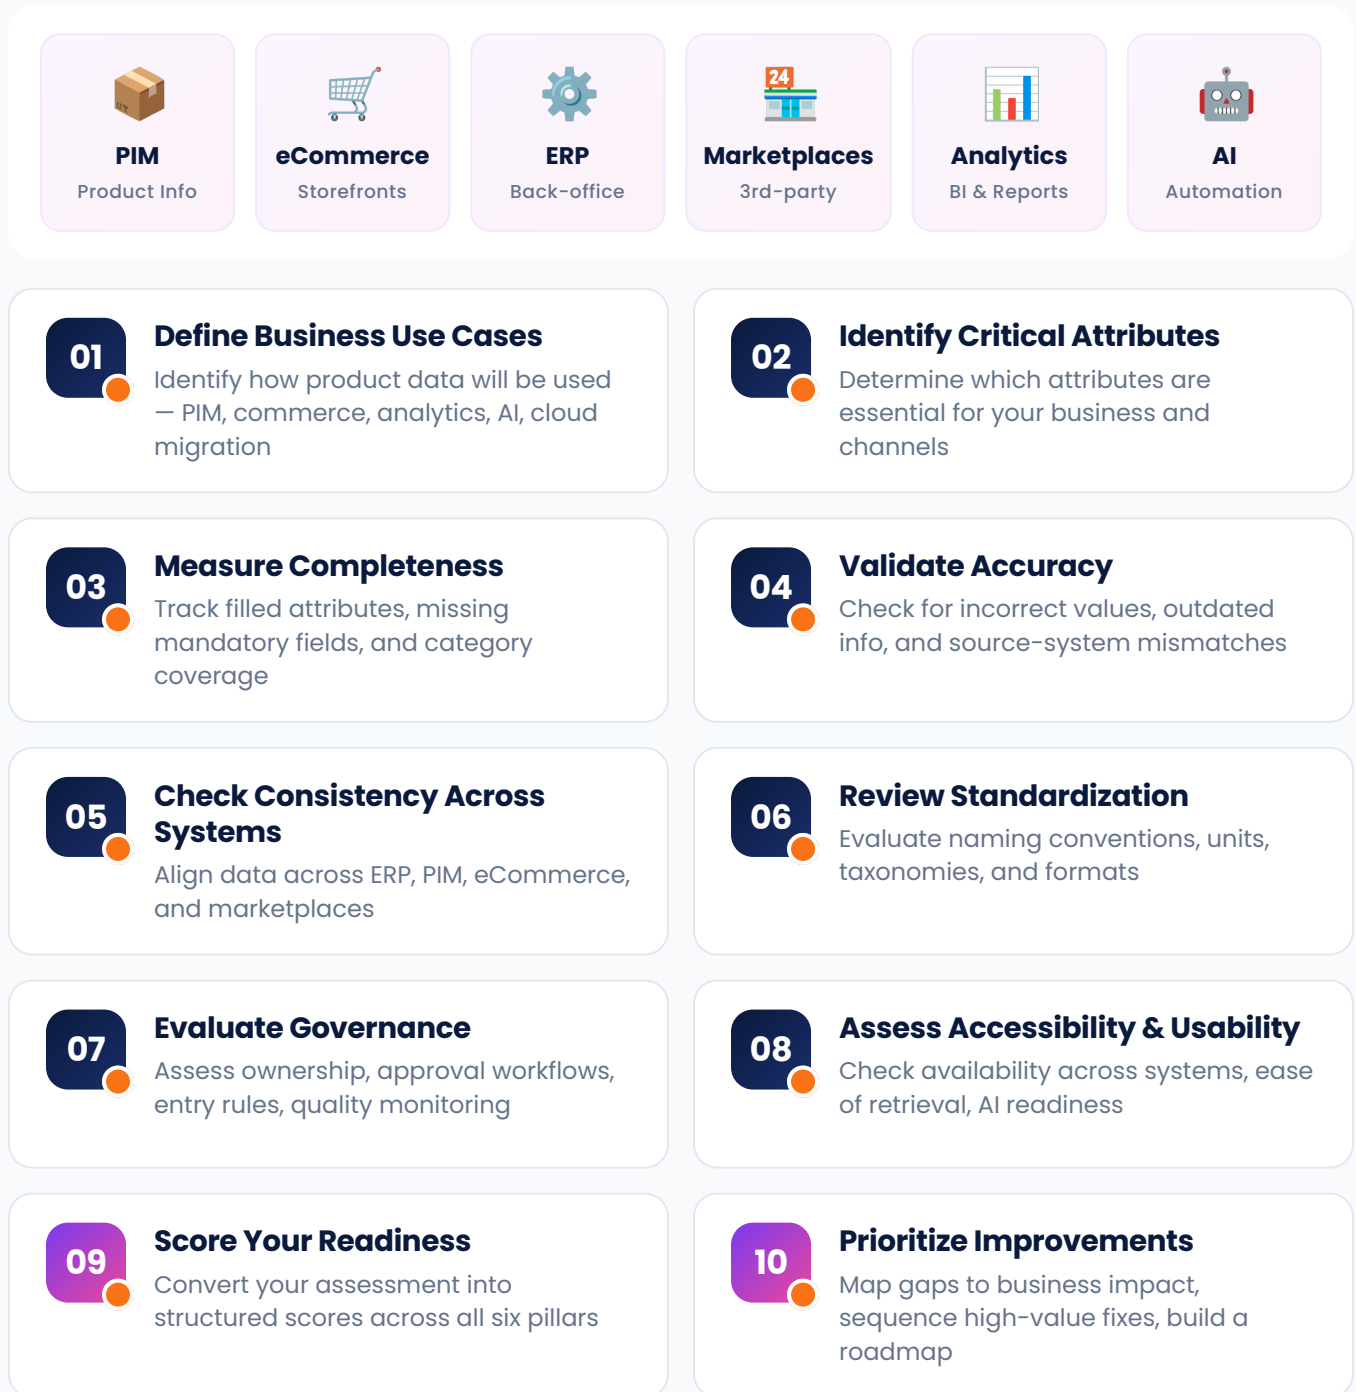 24
PIM
Product Info
eCommerce
Storefronts
ERP
Back-office
Marketplaces
3rd-party
Analytics
BI & Reports
AI
Automation
01
Define Business Use Cases
Identify how product data will be used
— PIM, commerce, analytics, AI, cloud
migration
02
Identify Critical Attributes
Determine which attributes are
essential for your business and
channels
03
Measure Completeness
Track filled attributes, missing
mandatory fields, and category
coverage
04
Validate Accuracy
Check for incorrect values, outdated
info, and source-system mismatches
05
Check Consistency Across
Systems
Align data across ERP, PIM, eCommerce,
and marketplaces
06
Review Standardization
Evaluate naming conventions, units,
taxonomies, and formats
07
Evaluate Governance
Assess ownership, approval workflows,
entry rules, quality monitoring
08
Assess Accessibility & Usability
Check availability across systems, ease
of retrieval, AI readiness
09
Score Your Readiness
Convert your assessment into
structured scores across all six pillars
10
Prioritize Improvements
Map gaps to business impact,
sequence high-value fixes, build a
roadmap